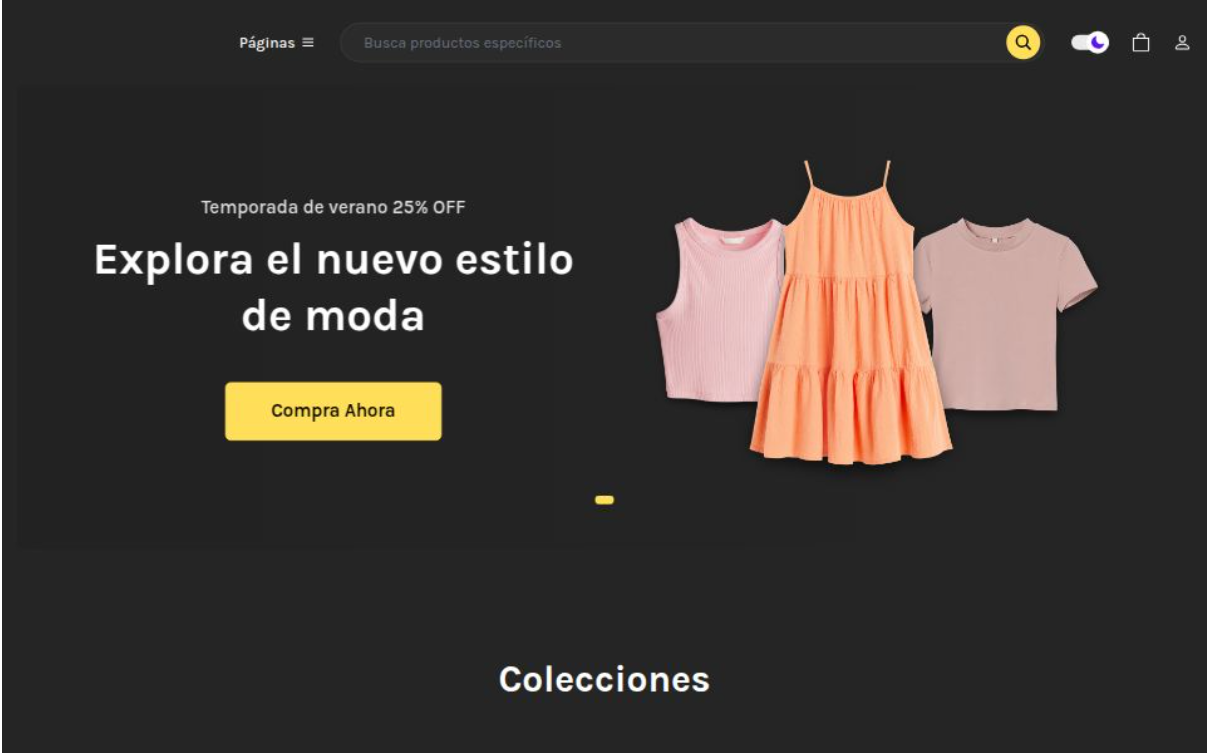 Páginas
Busca productos específicos
Temporada de verano 25% OFF
Explora el nuevo estilo
de moda
Compra Ahora
Colecciones